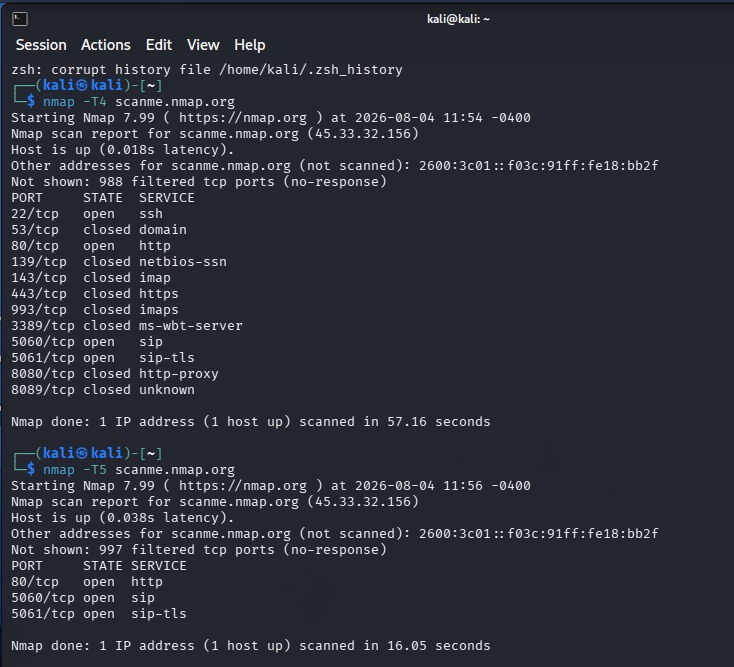 kali@kali: ~
Session Actions Edit View Help
zsh: corrupt history file /home/kali/.zsh_history
┌──(kali㉿kali)-[~]
└─$ nmap -T4 scanme.nmap.org
Starting Nmap 7.99 ( https://nmap.org ) at 2026-08-04 11:54 -0400
Nmap scan report for scanme.nmap.org (45.33.32.156)
Host is up (0.018s latency).
Other addresses for scanme.nmap.org (not scanned): 2600:3c01::f03c:91ff:fe18:bb2f
Not shown: 988 filtered tcp ports (no-response)
PORT     STATE  SERVICE
22/tcp   open   ssh
53/tcp   closed domain
80/tcp   open   http
139/tcp  closed netbios-ssn
143/tcp  closed imap
443/tcp  closed https
993/tcp  closed imaps
3389/tcp closed ms-wbt-server
5060/tcp open   sip
5061/tcp open   sip-tls
8080/tcp closed http-proxy
8089/tcp closed unknown
Nmap done: 1 IP address (1 host up) scanned in 57.16 seconds
┌──(kali㉿kali)-[~]
└─$ nmap -T5 scanme.nmap.org
Starting Nmap 7.99 ( https://nmap.org ) at 2026-08-04 11:56 -0400
Nmap scan report for scanme.nmap.org (45.33.32.156)
Host is up (0.038s latency).
Other addresses for scanme.nmap.org (not scanned): 2600:3c01::f03c:91ff:fe18:bb2f
Not shown: 997 filtered tcp ports (no-response)
PORT     STATE SERVICE
80/tcp   open  http
5060/tcp open  sip
5061/tcp open  sip-tls
Nmap done: 1 IP address (1 host up) scanned in 16.05 seconds